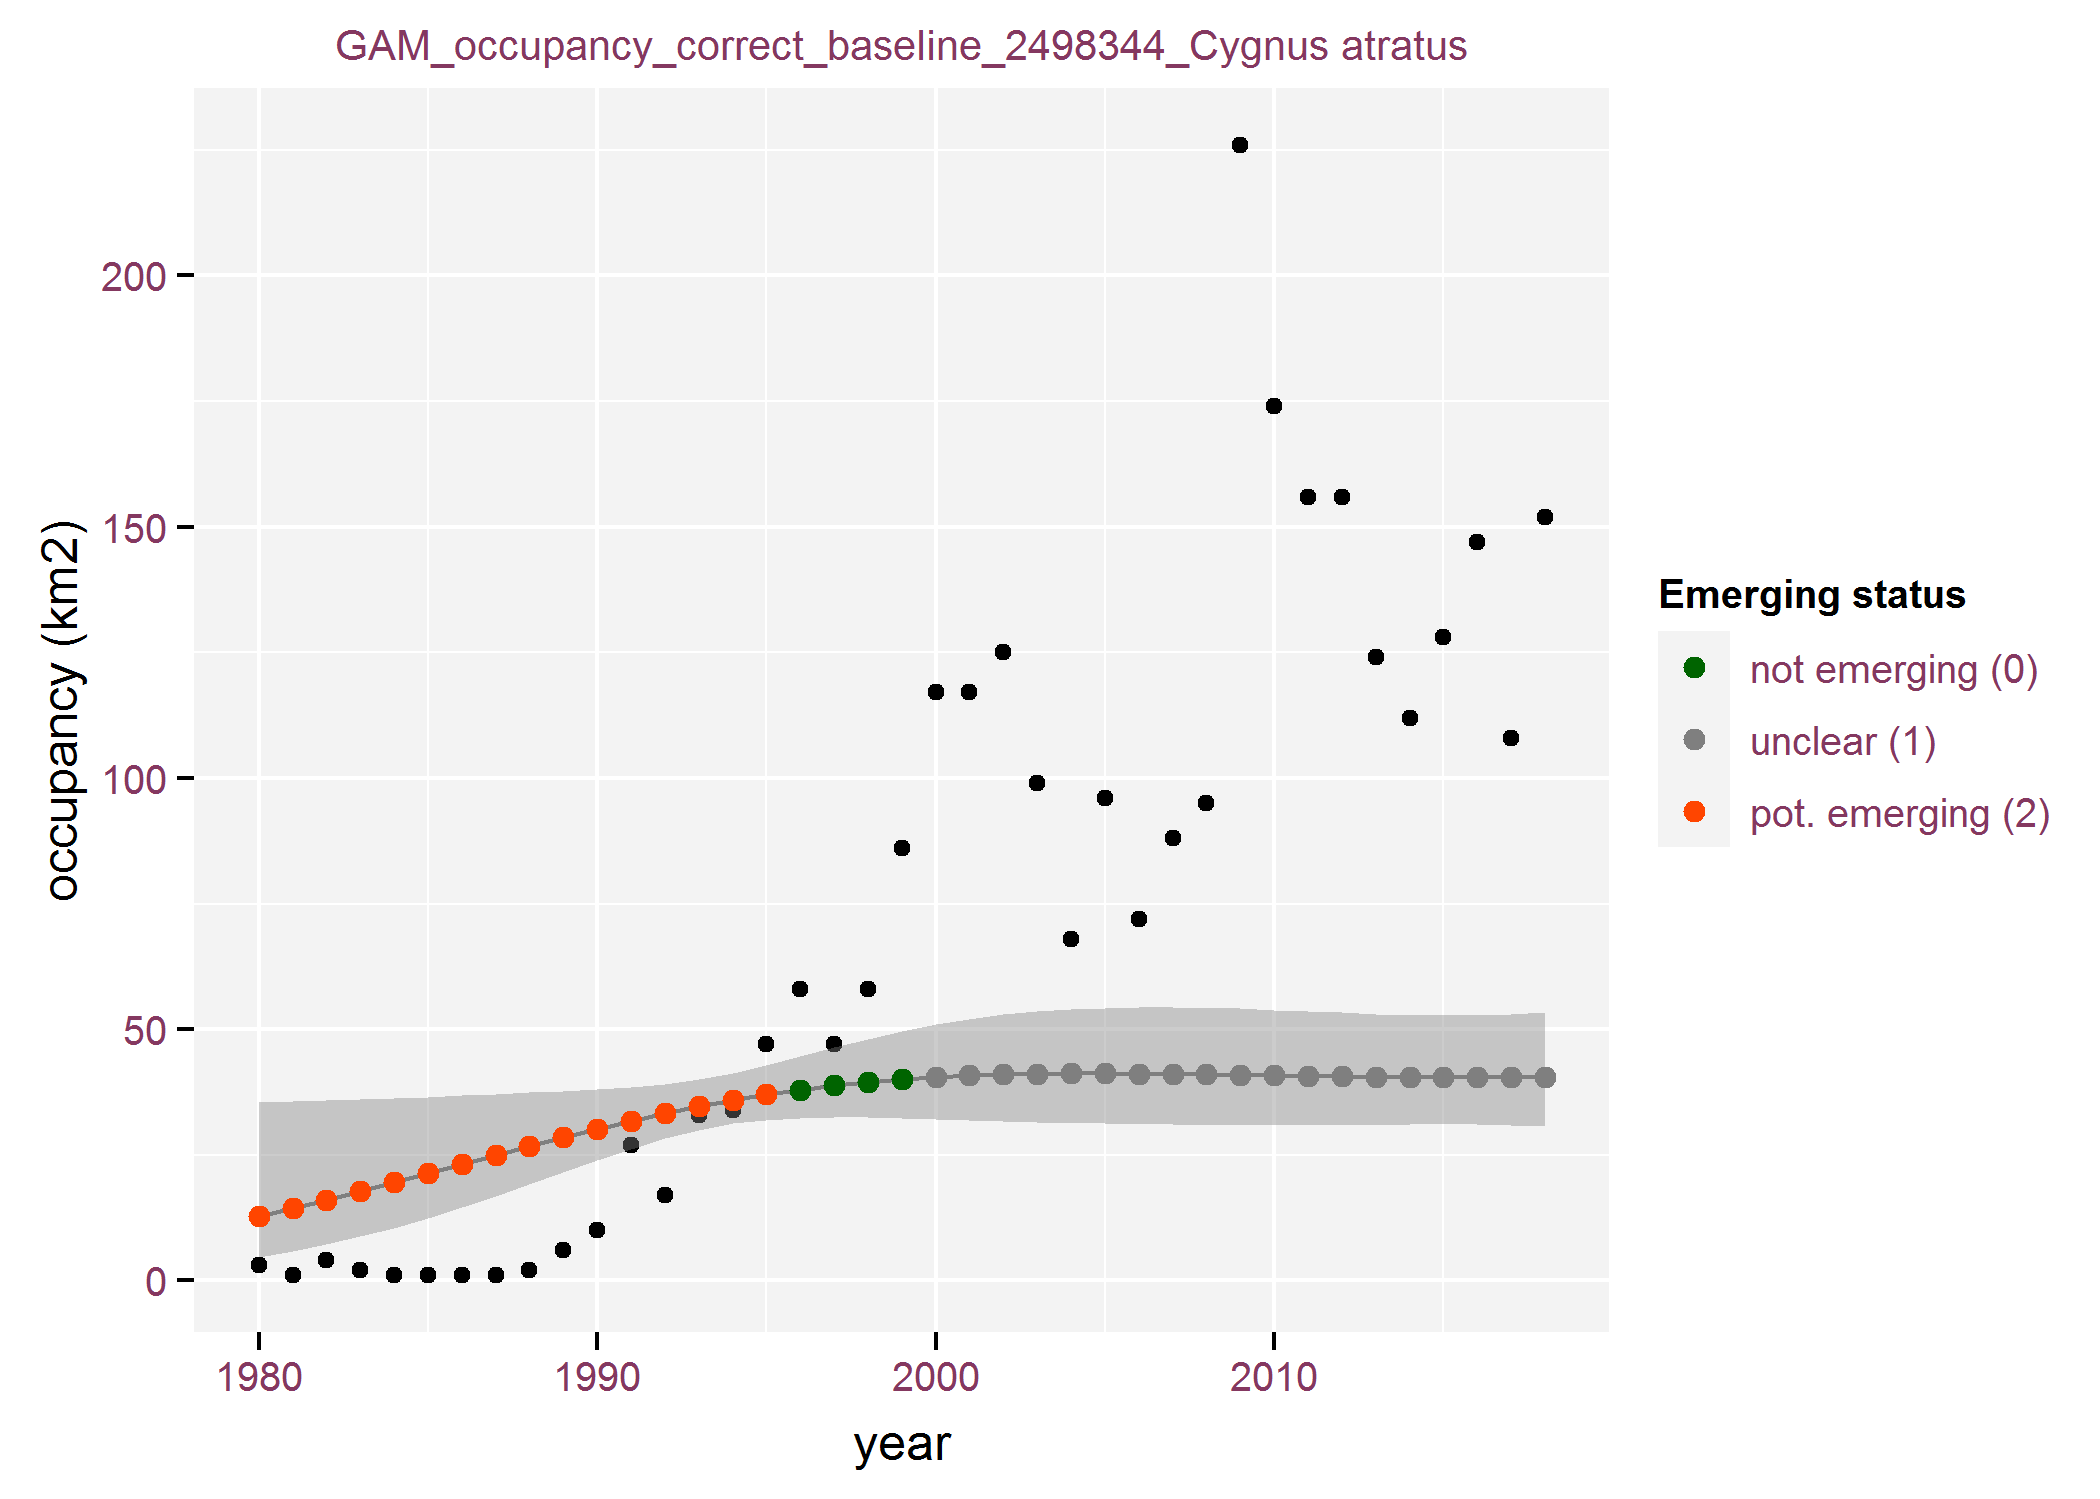 GAM_occupancy_correct_baseline_2498344_Cygnus atratus
occupancy (km2)
200
150
100
50
0
1980
1990
2000
2010
year
Emerging status
not emerging (0)
unclear (1)
pot. emerging (2)